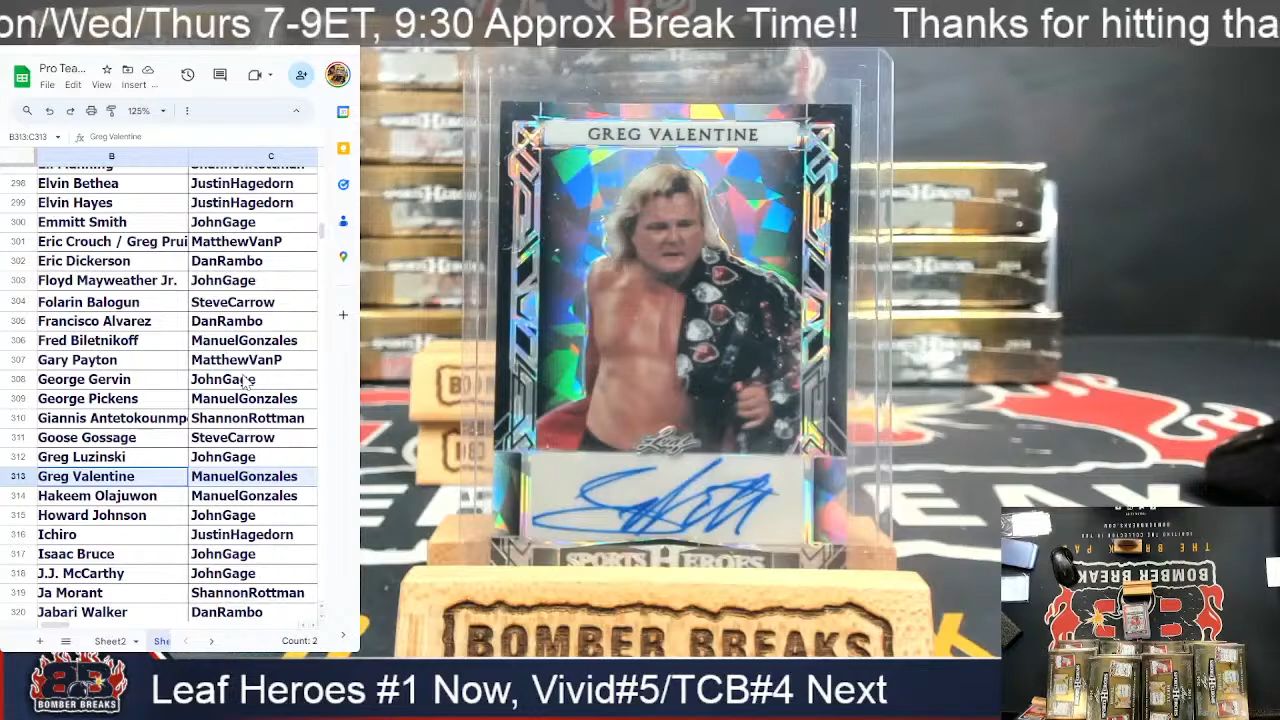 on/Wed/Thurs 7-9ET, 9:30 Approx Break Time!! Thanks for hitting tha
Pro Tea...
File Edit View Insert ...
125%
B313:C313 fx Greg Valentine
B C
298 Elvin Bethea JustinHagedorn
299 Elvin Hayes JustinHagedorn
300 Emmitt Smith JohnGage
301 Eric Crouch / Greg Prui MatthewVanP
302 Eric Dickerson DanRambo
303 Floyd Mayweather Jr. JohnGage
304 Folarin Balogun SteveCarrow
305 Francisco Alvarez DanRambo
306 Fred Biletnikoff ManuelGonzales
307 Gary Payton MatthewVanP
308 George Gervin JohnGage
309 George Pickens ManuelGonzales
310 Giannis Antetokounmp ShannonRottman
311 Goose Gossage SteveCarrow
312 Greg Luzinski JohnGage
313 Greg Valentine ManuelGonzales
314 Hakeem Olajuwon ManuelGonzales
315 Howard Johnson JohnGage
316 Ichiro JustinHagedorn
317 Isaac Bruce JohnGage
318 J.J. McCarthy JohnGage
319 Ja Morant ShannonRottman
320 Jabari Walker DanRambo
Sheet2 She Count: 2
GREG VALENTINE
Leaf
SPORTS HEROES
BOMBER BREAKS
BOMBER BREAK
BOMBER BREAKS
Leaf Heroes #1 Now, Vivid#5/TCB#4 Next